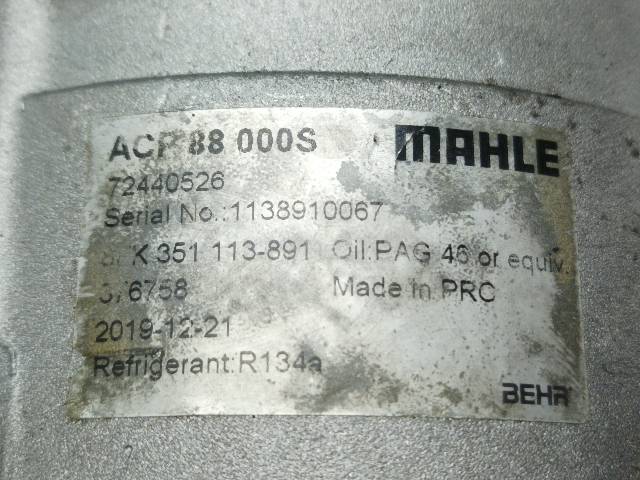 ACP 88 000S
MAHLE
72440526
Serial No.:1138910067
K 351 113-891 Oil:PAG 46 or equiv.
Made in PRC
2019-12-21
Refrigerant:R134a
BEHR